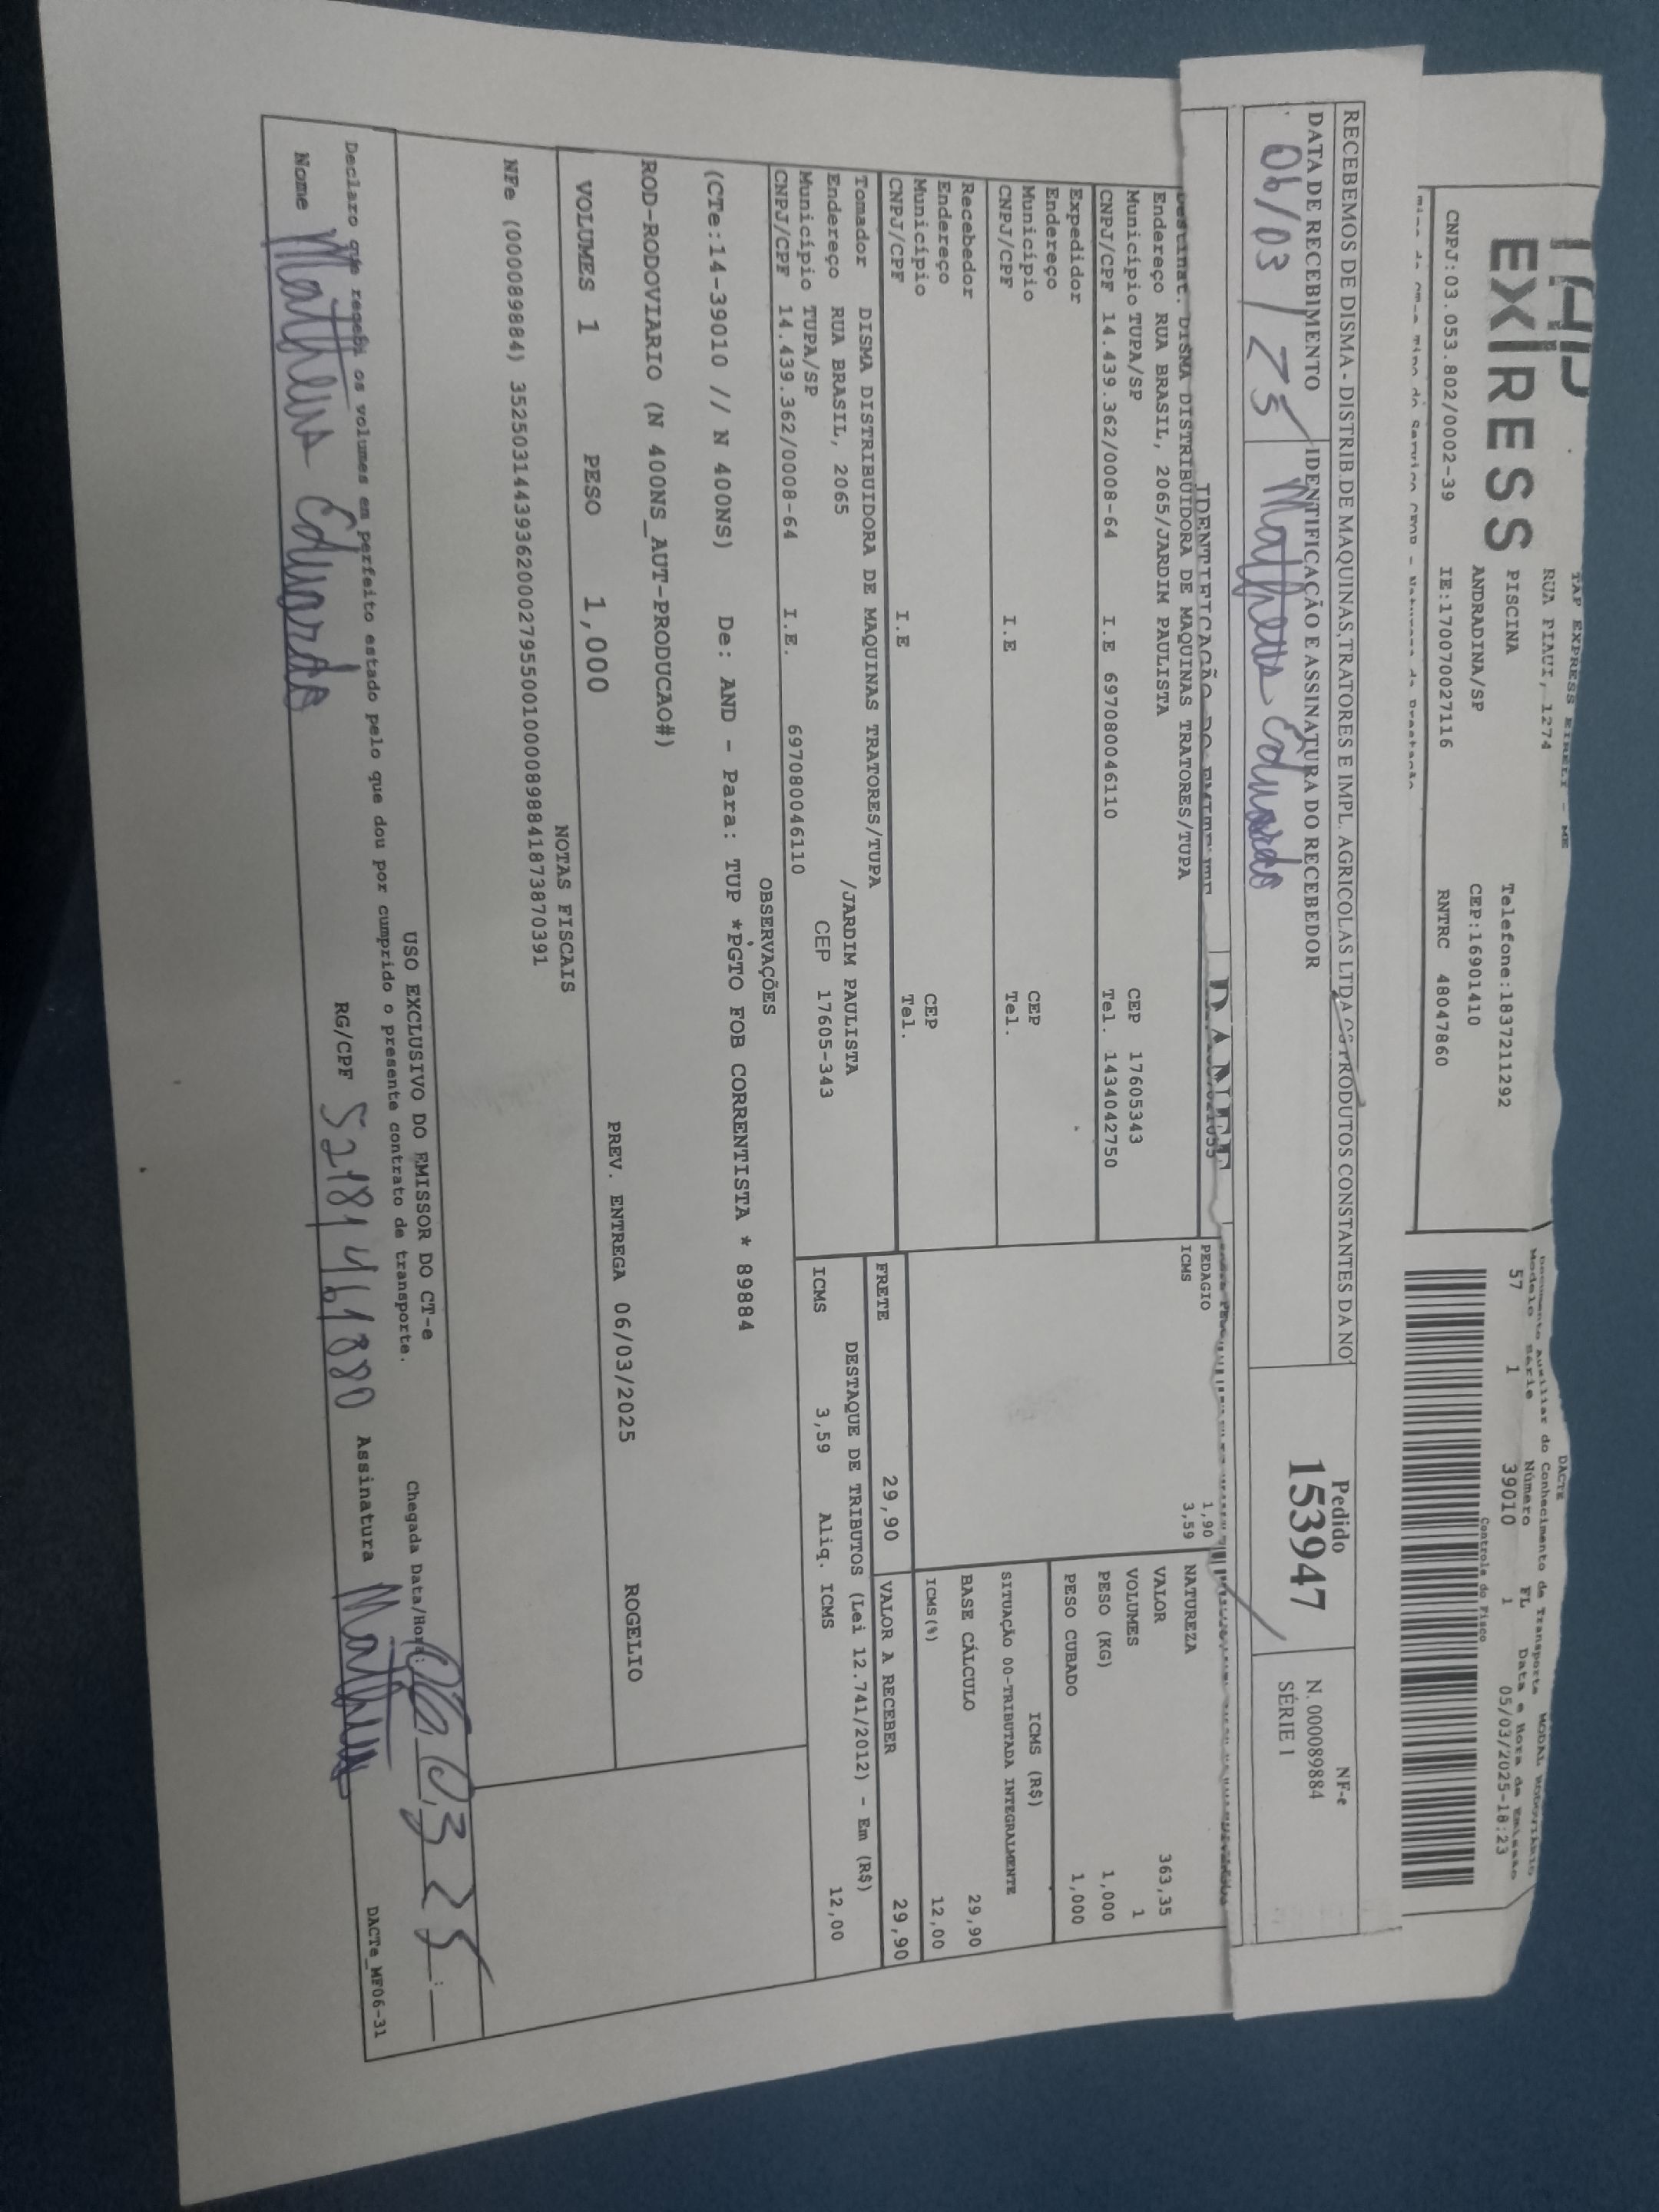 TAP
EXPRESS
TAP EXPRESS EIRELI - ME
RUA PIAUI, 1274
PISCINA
ANDRADINA/SP
Telefone:1837211292
CEP:16901410
CNPJ:03.053.802/0002-39 IE:170070027116 RNTRC 48047860
DACTE
Documento Auxiliar do Conhecimento de Transporte MODAL RODOVIÁRIO
Modelo Série Número FL Data e Hora de Emissão
57 1 39010 1 05/03/2025-18:23
Controle do Fisco
RECEBEMOS DE DISMA - DISTRIB.DE MAQUINAS,TRATORES E IMPL. AGRICOLAS LTDA OS PRODUTOS CONSTANTES DA NO
DATA DE RECEBIMENTO IDENTIFICAÇÃO E ASSINATURA DO RECEBEDOR
06/03/25 Matheus Eduardo
Pedido
153947
NF-e
N. 000089884
SÉRIE 1
IDENTIFICAÇÃO DO EMITENTE
DANFE
Destinat. DISMA DISTRIBUIDORA DE MAQUINAS TRATORES/TUPA
Endereço RUA BRASIL, 2065/JARDIM PAULISTA
Município TUPA/SP CEP 17605343
CNPJ/CPF 14.439.362/0008-64 I.E 697080046110 Tel. 1434042750
Expedidor
Endereço
Município CEP
CNPJ/CPF I.E Tel.
Recebedor
Endereço
Município CEP
CNPJ/CPF I.E Tel.
Tomador DISMA DISTRIBUIDORA DE MAQUINAS TRATORES/TUPA
Endereço RUA BRASIL, 2065 /JARDIM PAULISTA
Município TUPA/SP CEP 17605-343
CNPJ/CPF 14.439.362/0008-64 I.E. 697080046110
PEDAGIO 1,90
ICMS 3,59
NATUREZA
VALOR 363,35
VOLUMES 1
PESO (KG) 1,000
PESO CUBADO 1,000
ICMS (R$)
SITUAÇÃO 00-TRIBUTADA INTEGRALMENTE
BASE CÁLCULO 29,90
ICMS(%) 12,00
FRETE 29,90 VALOR A RECEBER 29,90
DESTAQUE DE TRIBUTOS (Lei 12.741/2012) - Em (R$)
ICMS 3,59 Aliq. ICMS 12,00
OBSERVAÇÕES
(CTe:14-39010 // N 400NS) De: AND - Para: TUP *PGTO FOB CORRENTISTA * 89884
ROD-RODOVIARIO (N 400NS_AUT-PRODUCAO#)
VOLUMES 1 PESO 1,000 PREV. ENTREGA 06/03/2025 ROGELIO
NOTAS FISCAIS
NFe (000089884) 35250314439362000279550010000898841873870391
USO EXCLUSIVO DO EMISSOR DO CT-e
Declaro que recebi os volumes em perfeito estado pelo que dou por cumprido o presente contrato de transporte.
Chegada Data/Hora: 06 03 25
Nome Matheus Eduardo RG/CPF Assinatura Matheus
DACTe_MF06-31